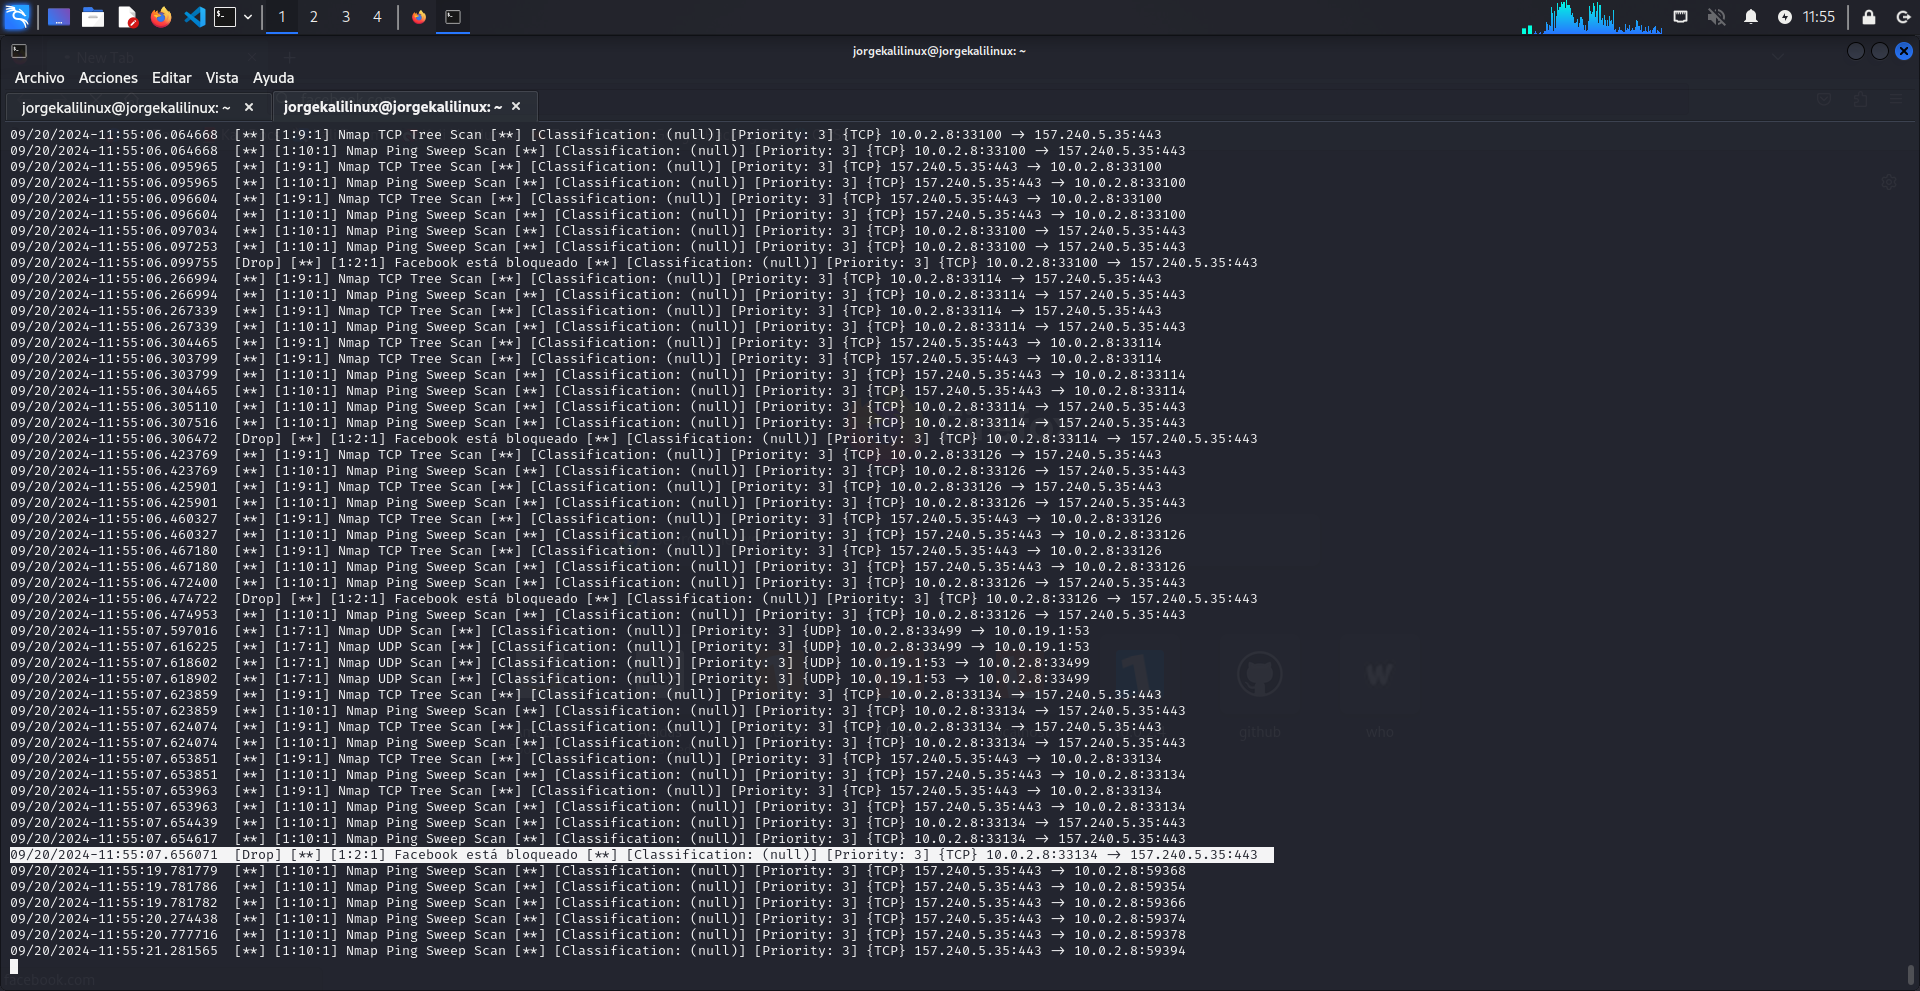 1 2 3 4 11:55
jorgekalilinux@jorgekalilinux: ~
New Tab
Archivo Acciones Editar Vista Ayuda
jorgekalilinux@jorgekalilinux: ~ × jorgekalilinux@jorgekalilinux: ~ ×
09/20/2024-11:55:06.064668 [**] [1:9:1] Nmap TCP Tree Scan [**] [Classification: (null)] [Priority: 3] {TCP} 10.0.2.8:33100 → 157.240.5.35:443
09/20/2024-11:55:06.064668 [**] [1:10:1] Nmap Ping Sweep Scan [**] [Classification: (null)] [Priority: 3] {TCP} 10.0.2.8:33100 → 157.240.5.35:443
09/20/2024-11:55:06.095965 [**] [1:9:1] Nmap TCP Tree Scan [**] [Classification: (null)] [Priority: 3] {TCP} 157.240.5.35:443 → 10.0.2.8:33100
09/20/2024-11:55:06.095965 [**] [1:10:1] Nmap Ping Sweep Scan [**] [Classification: (null)] [Priority: 3] {TCP} 157.240.5.35:443 → 10.0.2.8:33100
09/20/2024-11:55:06.096604 [**] [1:9:1] Nmap TCP Tree Scan [**] [Classification: (null)] [Priority: 3] {TCP} 157.240.5.35:443 → 10.0.2.8:33100
09/20/2024-11:55:06.096604 [**] [1:10:1] Nmap Ping Sweep Scan [**] [Classification: (null)] [Priority: 3] {TCP} 157.240.5.35:443 → 10.0.2.8:33100
09/20/2024-11:55:06.097034 [**] [1:10:1] Nmap Ping Sweep Scan [**] [Classification: (null)] [Priority: 3] {TCP} 10.0.2.8:33100 → 157.240.5.35:443
09/20/2024-11:55:06.097253 [**] [1:10:1] Nmap Ping Sweep Scan [**] [Classification: (null)] [Priority: 3] {TCP} 10.0.2.8:33100 → 157.240.5.35:443
09/20/2024-11:55:06.099755 [Drop] [**] [1:2:1] Facebook está bloqueado [**] [Classification: (null)] [Priority: 3] {TCP} 10.0.2.8:33100 → 157.240.5.35:443
09/20/2024-11:55:06.266994 [**] [1:9:1] Nmap TCP Tree Scan [**] [Classification: (null)] [Priority: 3] {TCP} 10.0.2.8:33114 → 157.240.5.35:443
09/20/2024-11:55:06.266994 [**] [1:10:1] Nmap Ping Sweep Scan [**] [Classification: (null)] [Priority: 3] {TCP} 10.0.2.8:33114 → 157.240.5.35:443
09/20/2024-11:55:06.267339 [**] [1:9:1] Nmap TCP Tree Scan [**] [Classification: (null)] [Priority: 3] {TCP} 10.0.2.8:33114 → 157.240.5.35:443
09/20/2024-11:55:06.267339 [**] [1:10:1] Nmap Ping Sweep Scan [**] [Classification: (null)] [Priority: 3] {TCP} 10.0.2.8:33114 → 157.240.5.35:443
09/20/2024-11:55:06.304465 [**] [1:9:1] Nmap TCP Tree Scan [**] [Classification: (null)] [Priority: 3] {TCP} 157.240.5.35:443 → 10.0.2.8:33114
09/20/2024-11:55:06.303799 [**] [1:9:1] Nmap TCP Tree Scan [**] [Classification: (null)] [Priority: 3] {TCP} 157.240.5.35:443 → 10.0.2.8:33114
09/20/2024-11:55:06.303799 [**] [1:10:1] Nmap Ping Sweep Scan [**] [Classification: (null)] [Priority: 3] {TCP} 157.240.5.35:443 → 10.0.2.8:33114
09/20/2024-11:55:06.304465 [**] [1:10:1] Nmap Ping Sweep Scan [**] [Classification: (null)] [Priority: 3] {TCP} 157.240.5.35:443 → 10.0.2.8:33114
09/20/2024-11:55:06.305110 [**] [1:10:1] Nmap Ping Sweep Scan [**] [Classification: (null)] [Priority: 3] {TCP} 10.0.2.8:33114 → 157.240.5.35:443
09/20/2024-11:55:06.307516 [**] [1:10:1] Nmap Ping Sweep Scan [**] [Classification: (null)] [Priority: 3] {TCP} 10.0.2.8:33114 → 157.240.5.35:443
09/20/2024-11:55:06.306472 [Drop] [**] [1:2:1] Facebook está bloqueado [**] [Classification: (null)] [Priority: 3] {TCP} 10.0.2.8:33114 → 157.240.5.35:443
09/20/2024-11:55:06.423769 [**] [1:9:1] Nmap TCP Tree Scan [**] [Classification: (null)] [Priority: 3] {TCP} 10.0.2.8:33126 → 157.240.5.35:443
09/20/2024-11:55:06.423769 [**] [1:10:1] Nmap Ping Sweep Scan [**] [Classification: (null)] [Priority: 3] {TCP} 10.0.2.8:33126 → 157.240.5.35:443
09/20/2024-11:55:06.425901 [**] [1:9:1] Nmap TCP Tree Scan [**] [Classification: (null)] [Priority: 3] {TCP} 10.0.2.8:33126 → 157.240.5.35:443
09/20/2024-11:55:06.425901 [**] [1:10:1] Nmap Ping Sweep Scan [**] [Classification: (null)] [Priority: 3] {TCP} 10.0.2.8:33126 → 157.240.5.35:443
09/20/2024-11:55:06.460327 [**] [1:9:1] Nmap TCP Tree Scan [**] [Classification: (null)] [Priority: 3] {TCP} 157.240.5.35:443 → 10.0.2.8:33126
09/20/2024-11:55:06.460327 [**] [1:10:1] Nmap Ping Sweep Scan [**] [Classification: (null)] [Priority: 3] {TCP} 157.240.5.35:443 → 10.0.2.8:33126
09/20/2024-11:55:06.467180 [**] [1:9:1] Nmap TCP Tree Scan [**] [Classification: (null)] [Priority: 3] {TCP} 157.240.5.35:443 → 10.0.2.8:33126
09/20/2024-11:55:06.467180 [**] [1:10:1] Nmap Ping Sweep Scan [**] [Classification: (null)] [Priority: 3] {TCP} 157.240.5.35:443 → 10.0.2.8:33126
09/20/2024-11:55:06.472400 [**] [1:10:1] Nmap Ping Sweep Scan [**] [Classification: (null)] [Priority: 3] {TCP} 10.0.2.8:33126 → 157.240.5.35:443
09/20/2024-11:55:06.474722 [Drop] [**] [1:2:1] Facebook está bloqueado [**] [Classification: (null)] [Priority: 3] {TCP} 10.0.2.8:33126 → 157.240.5.35:443
09/20/2024-11:55:06.474953 [**] [1:10:1] Nmap Ping Sweep Scan [**] [Classification: (null)] [Priority: 3] {TCP} 10.0.2.8:33126 → 157.240.5.35:443
09/20/2024-11:55:07.597016 [**] [1:7:1] Nmap UDP Scan [**] [Classification: (null)] [Priority: 3] {UDP} 10.0.2.8:33499 → 10.0.19.1:53
09/20/2024-11:55:07.616225 [**] [1:7:1] Nmap UDP Scan [**] [Classification: (null)] [Priority: 3] {UDP} 10.0.2.8:33499 → 10.0.19.1:53
09/20/2024-11:55:07.618602 [**] [1:7:1] Nmap UDP Scan [**] [Classification: (null)] [Priority: 3] {UDP} 10.0.19.1:53 → 10.0.2.8:33499
09/20/2024-11:55:07.618902 [**] [1:7:1] Nmap UDP Scan [**] [Classification: (null)] [Priority: 3] {UDP} 10.0.19.1:53 → 10.0.2.8:33499
09/20/2024-11:55:07.623859 [**] [1:9:1] Nmap TCP Tree Scan [**] [Classification: (null)] [Priority: 3] {TCP} 10.0.2.8:33134 → 157.240.5.35:443
09/20/2024-11:55:07.623859 [**] [1:10:1] Nmap Ping Sweep Scan [**] [Classification: (null)] [Priority: 3] {TCP} 10.0.2.8:33134 → 157.240.5.35:443
09/20/2024-11:55:07.624074 [**] [1:9:1] Nmap TCP Tree Scan [**] [Classification: (null)] [Priority: 3] {TCP} 10.0.2.8:33134 → 157.240.5.35:443
github who
09/20/2024-11:55:07.624074 [**] [1:10:1] Nmap Ping Sweep Scan [**] [Classification: (null)] [Priority: 3] {TCP} 10.0.2.8:33134 → 157.240.5.35:443
09/20/2024-11:55:07.653851 [**] [1:9:1] Nmap TCP Tree Scan [**] [Classification: (null)] [Priority: 3] {TCP} 157.240.5.35:443 → 10.0.2.8:33134
09/20/2024-11:55:07.653851 [**] [1:10:1] Nmap Ping Sweep Scan [**] [Classification: (null)] [Priority: 3] {TCP} 157.240.5.35:443 → 10.0.2.8:33134
09/20/2024-11:55:07.653963 [**] [1:9:1] Nmap TCP Tree Scan [**] [Classification: (null)] [Priority: 3] {TCP} 157.240.5.35:443 → 10.0.2.8:33134
09/20/2024-11:55:07.653963 [**] [1:10:1] Nmap Ping Sweep Scan [**] [Classification: (null)] [Priority: 3] {TCP} 157.240.5.35:443 → 10.0.2.8:33134
09/20/2024-11:55:07.654439 [**] [1:10:1] Nmap Ping Sweep Scan [**] [Classification: (null)] [Priority: 3] {TCP} 10.0.2.8:33134 → 157.240.5.35:443
09/20/2024-11:55:07.654617 [**] [1:10:1] Nmap Ping Sweep Scan [**] [Classification: (null)] [Priority: 3] {TCP} 10.0.2.8:33134 → 157.240.5.35:443
09/20/2024-11:55:07.656071 [Drop] [**] [1:2:1] Facebook está bloqueado [**] [Classification: (null)] [Priority: 3] {TCP} 10.0.2.8:33134 → 157.240.5.35:443
09/20/2024-11:55:19.781779 [**] [1:10:1] Nmap Ping Sweep Scan [**] [Classification: (null)] [Priority: 3] {TCP} 157.240.5.35:443 → 10.0.2.8:59368
09/20/2024-11:55:19.781786 [**] [1:10:1] Nmap Ping Sweep Scan [**] [Classification: (null)] [Priority: 3] {TCP} 157.240.5.35:443 → 10.0.2.8:59354
09/20/2024-11:55:19.781782 [**] [1:10:1] Nmap Ping Sweep Scan [**] [Classification: (null)] [Priority: 3] {TCP} 157.240.5.35:443 → 10.0.2.8:59366
09/20/2024-11:55:20.274438 [**] [1:10:1] Nmap Ping Sweep Scan [**] [Classification: (null)] [Priority: 3] {TCP} 157.240.5.35:443 → 10.0.2.8:59374
09/20/2024-11:55:20.777716 [**] [1:10:1] Nmap Ping Sweep Scan [**] [Classification: (null)] [Priority: 3] {TCP} 157.240.5.35:443 → 10.0.2.8:59378
09/20/2024-11:55:21.281565 [**] [1:10:1] Nmap Ping Sweep Scan [**] [Classification: (null)] [Priority: 3] {TCP} 157.240.5.35:443 → 10.0.2.8:59394
facebook.com